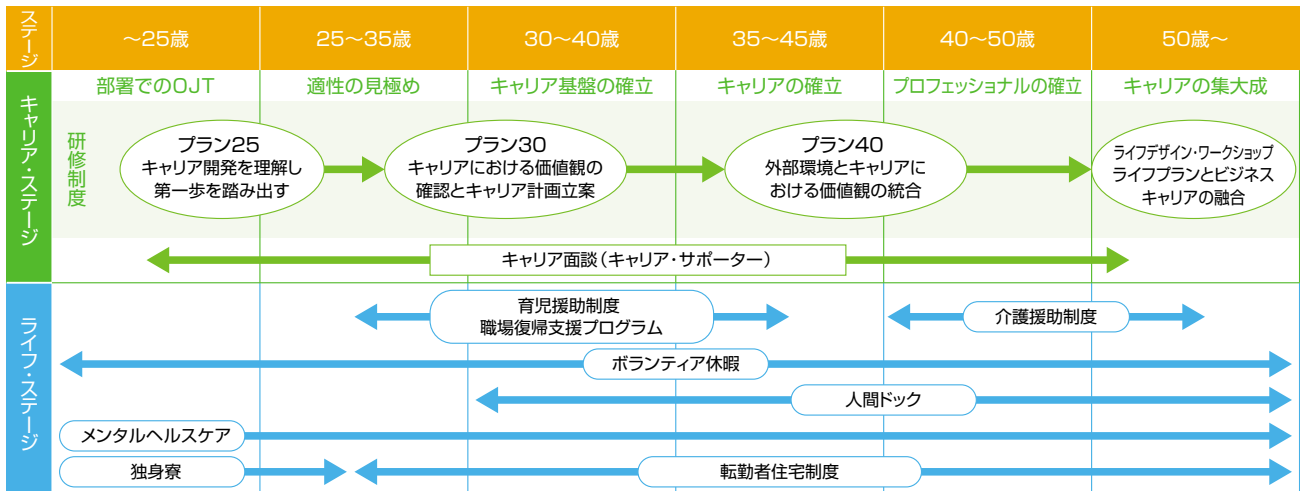 ステージ
～25歳
25～35歳
30～40歳
35～45歳
40～50歳
50歳～
キャリア・ステージ
部署でのOJT
適性の見極め
キャリア基盤の確立
キャリアの確立
プロフェッショナルの確立
キャリアの集大成
研修制度
プラン25
キャリア開発を理解し
第一歩を踏み出す
プラン30
キャリアにおける価値観の
確認とキャリア計画立案
プラン40
外部環境とキャリアに
おける価値観の統合
ライフデザイン・ワークショップ
ライフプランとビジネス
キャリアの融合
キャリア面談（キャリア・サポーター）
ライフ・ステージ
育児援助制度
職場復帰支援プログラム
介護援助制度
ボランティア休暇
人間ドック
メンタルヘルスケア
独身寮
転勤者住宅制度